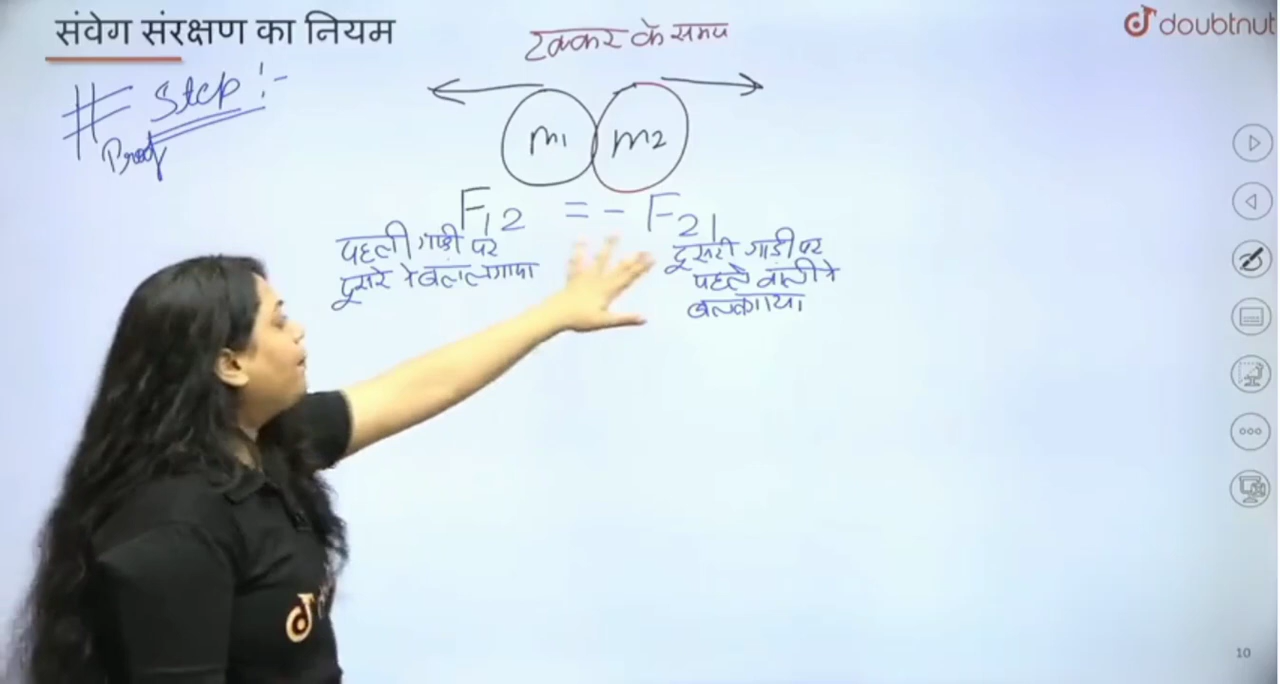 संवेग संरक्षण का नियम
doubtnut
टक्कर के समय
# Step :-
Proof
m1 m2
F12 = - F21
पहली गाड़ी पर
दूसरे ने बल लगाया
दूसरी गाड़ी पर
पहले वाली ने
बल लगाया
10